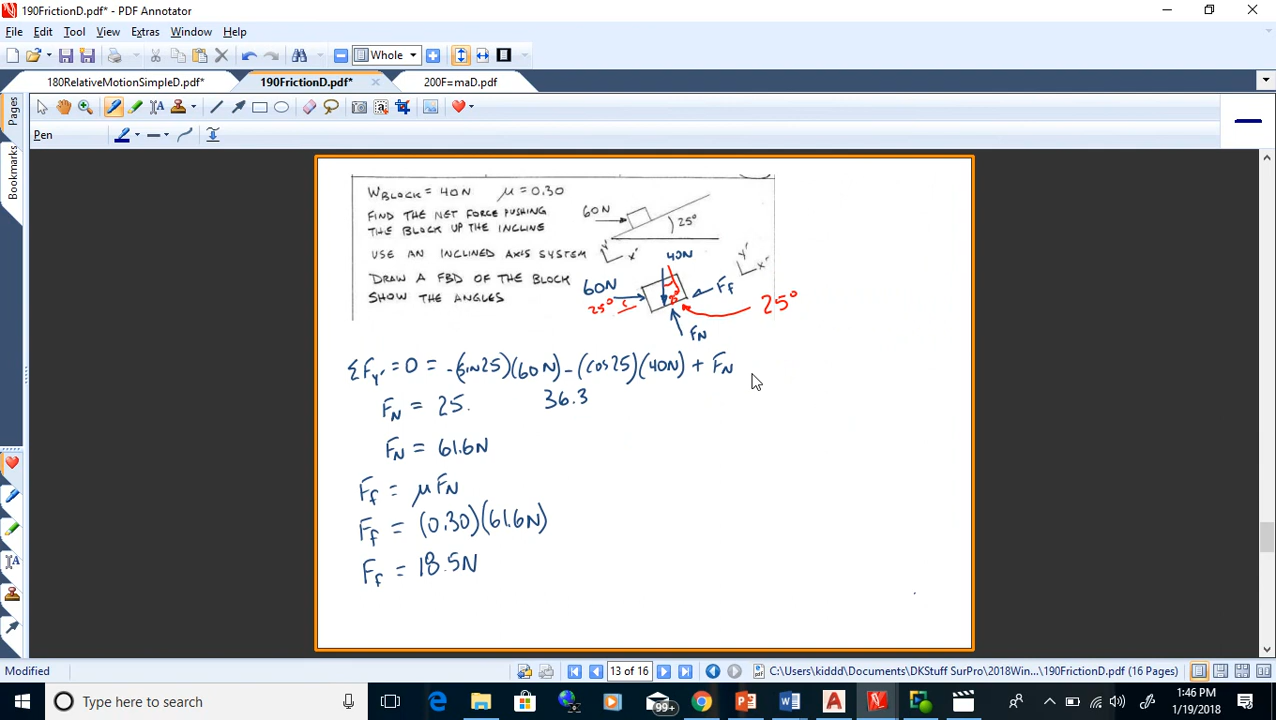 190FrictionD.pdf* - PDF Annotator
File Edit Tool View Extras Window Help
Whole
180RelativeMotionSimpleD.pdf* 190FrictionD.pdf* 200F=maD.pdf
Pages
Bookmarks
Pen
WBLOCK = 40N μ = 0.30
FIND THE NET FORCE PUSHING
THE BLOCK UP THE INCLINE
USE AN INCLINED AXIS SYSTEM
DRAW A FBD OF THE BLOCK
SHOW THE ANGLES
60N
25°
Y' X'
40N
Y'
X'
60N
Ff
25°
25°
FN
ΣFy' = 0 = -(sin25)(60N) - (cos25)(40N) + FN
FN = 25. 36.3
FN = 61.6N
Ff = μFN
Ff = (0.30)(61.6N)
Ff = 18.5N
Modified
13 of 16
C:\Users\kiddd\Documents\DKStuff SurPro\2018Win...\190FrictionD.pdf (16 Pages)
Type here to search
99+
1:46 PM
1/19/2018